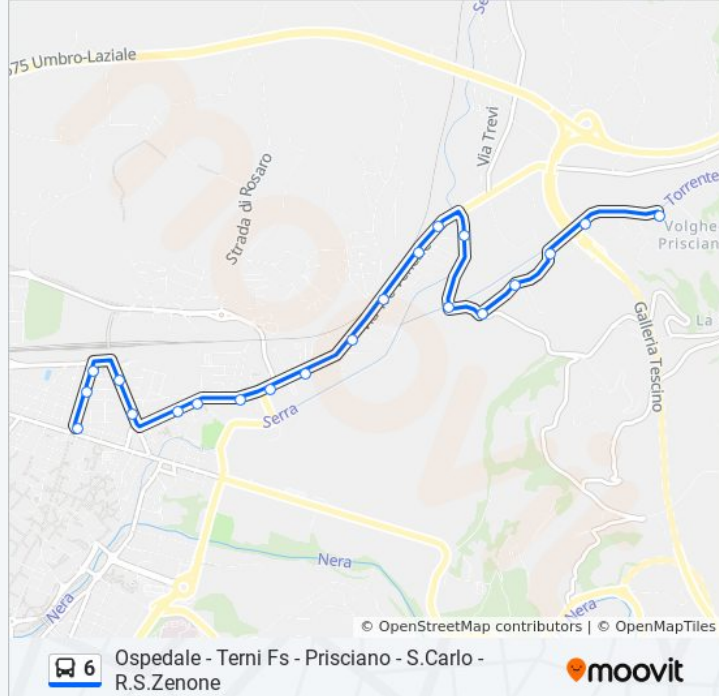 675 Umbro-Laziale
Via Trevi
Torrente
Strada di Rosaro
Volghe
Priscian
La
Galleria Tescino
Serra
Nera
Nera
Nera
© OpenStreetMap contributors | © OpenMapTiles
6
Ospedale - Terni Fs - Prisciano - S.Carlo -
R.S.Zenone
moovit